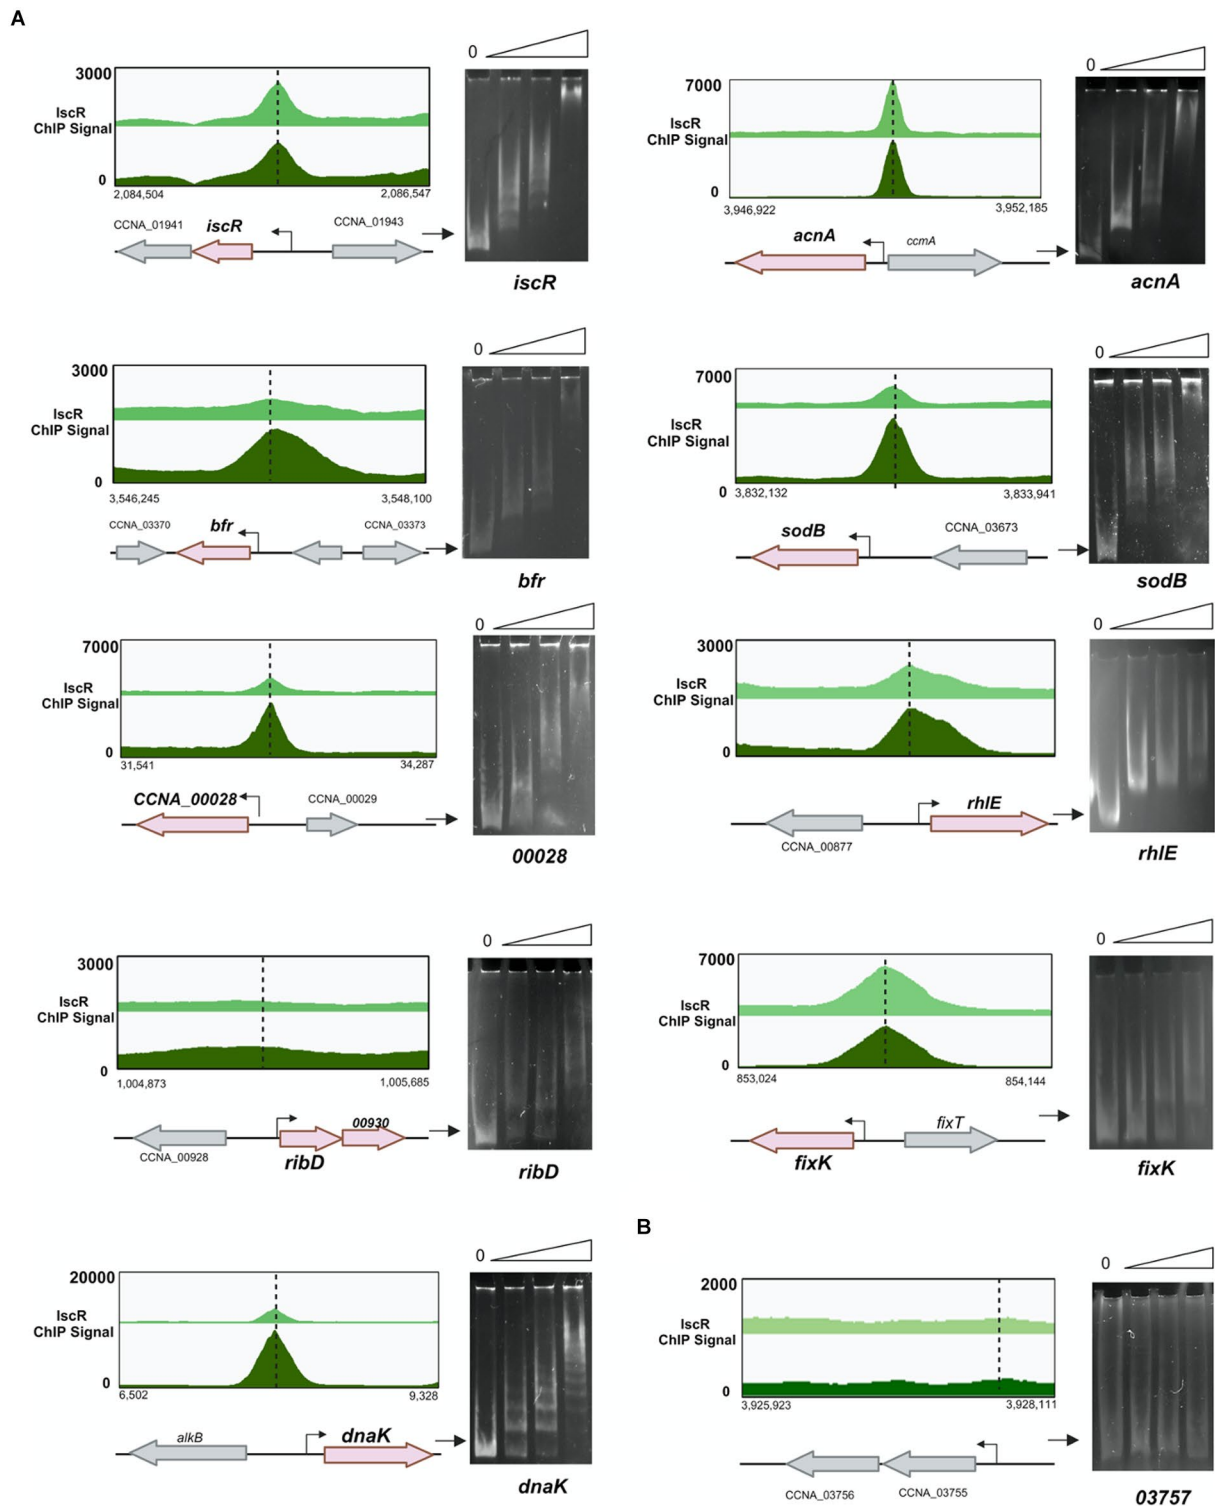 A
3000
IscR
ChIP Signal
0
2,084,504
2,086,547
CCNA_01941
iscR
CCNA_01943
0
iscR
7000
IscR
ChIP Signal
0
3,946,922
3,952,185
acnA
ccmA
0
acnA
3000
IscR
ChIP Signal
0
3,546,245
3,548,100
CCNA_03370
bfr
CCNA_03373
0
bfr
7000
IscR
ChIP Signal
0
3,832,132
3,833,941
sodB
CCNA_03673
0
sodB
7000
IscR
ChIP Signal
0
31,541
34,287
CCNA_00028
CCNA_00029
0
00028
3000
IscR
ChIP Signal
0
rhlE
CCNA_00877
0
rhlE
3000
IscR
ChIP Signal
0
1,004,873
1,005,685
00930
CCNA_00928
ribD
0
ribD
7000
IscR
ChIP Signal
0
853,024
854,144
fixT
fixK
0
fixK
20000
IscR
ChIP Signal
0
6,502
9,328
alkB
dnaK
0
dnaK
B
2000
IscR
ChIP Signal
0
3,925,923
3,928,111
CCNA_03756
CCNA_03755
0
03757